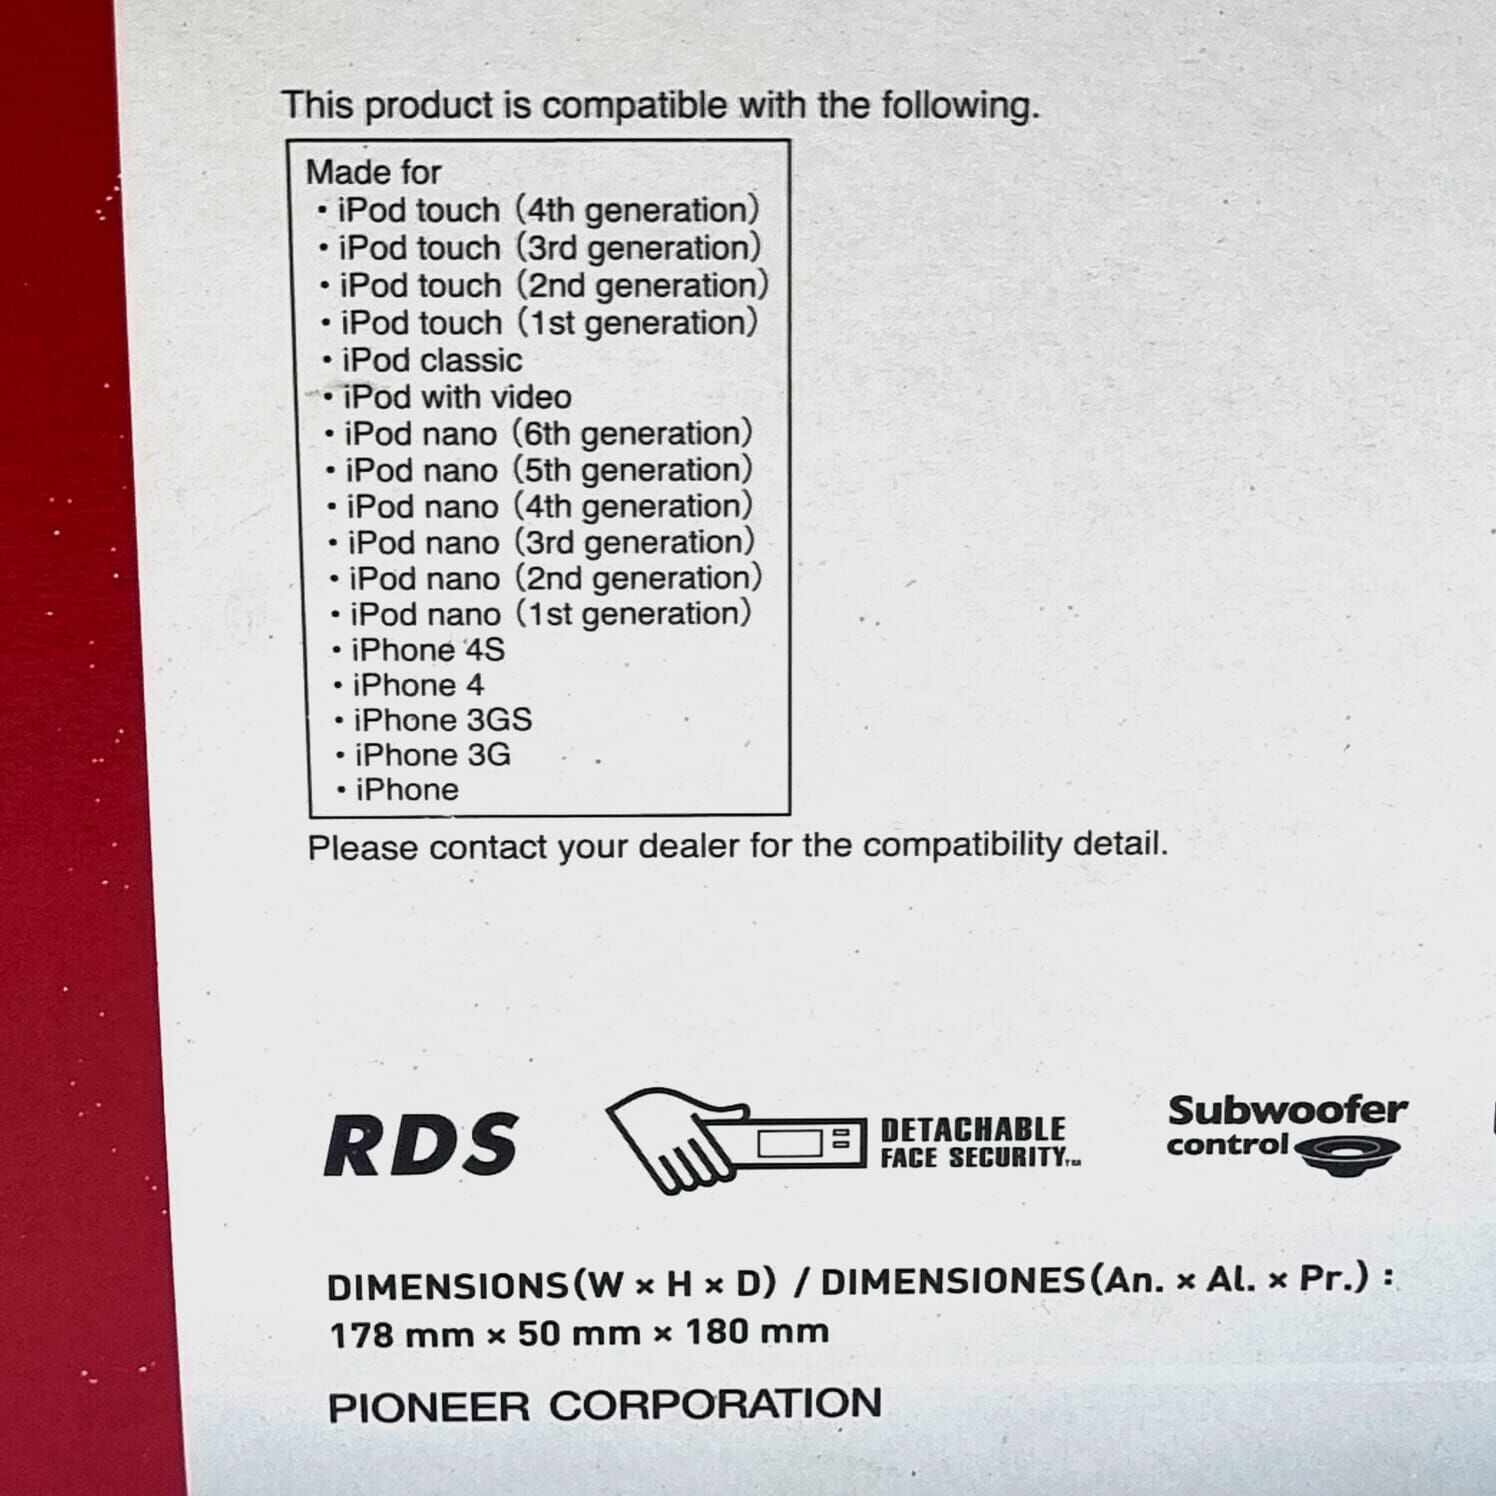 This product is compatible with the following.
Made for
・iPod touch (4th generation)
・iPod touch (3rd generation)
・iPod touch (2nd generation)
・iPod touch (1st generation)
・iPod classic
・iPod with video
・iPod nano (6th generation)
・iPod nano (5th generation)
・iPod nano (4th generation)
・iPod nano (3rd generation)
・iPod nano (2nd generation)
・iPod nano (1st generation)
・iPhone 4S
・iPhone 4
・iPhone 3GS
・iPhone 3G
・iPhone
Please contact your dealer for the compatibility detail.
RDS
DETACHABLE
FACE SECURITY™
Subwoofer
control
DIMENSIONS(W × H × D) / DIMENSIONES(An. × Al. × Pr.) :
178 mm × 50 mm × 180 mm
PIONEER CORPORATION